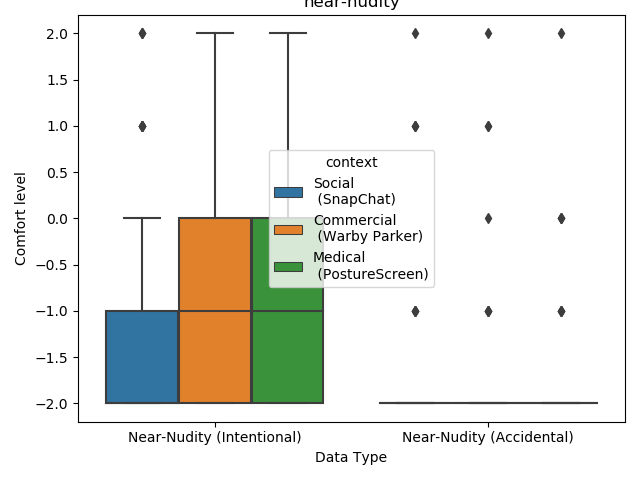 near-nudity
2.0
1.5
1.0
0.5
0.0
−0.5
−1.0
−1.5
−2.0
Comfort level
context
Social
(SnapChat)
Commercial
(Warby Parker)
Medical
(PostureScreen)
Near-Nudity (Intentional)
Near-Nudity (Accidental)
Data Type